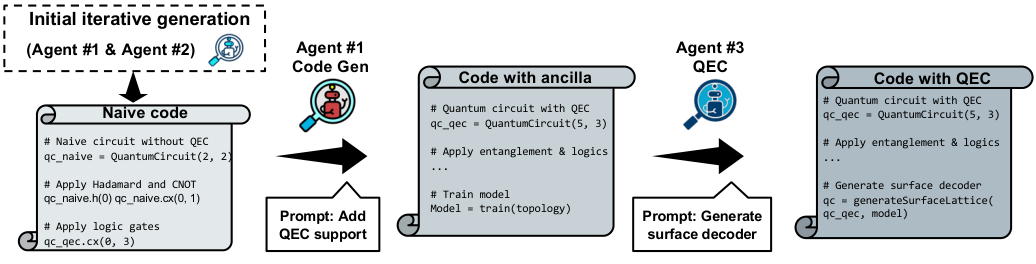 Initial iterative generation
(Agent #1 & Agent #2)
Naive code
# Naive circuit without QEC
qc_naive = QuantumCircuit(2, 2)
# Apply Hadamard and CNOT
qc_naive.h(0) qc_naive.cx(0, 1)
# Apply logic gates
qc_qec.cx(0, 3)
Agent #1
Code Gen
Prompt: Add
QEC support
Code with ancilla
# Quantum circuit with QEC
qc_qec = QuantumCircuit(5, 3)
# Apply entanglement & logics
...
# Train model
Model = train(topology)
Agent #3
QEC
Prompt: Generate
surface decoder
Code with QEC
# Quantum circuit with QEC
qc_qec = QuantumCircuit(5, 3)
# Apply entanglement & logics
...
# Generate surface decoder
qc = generateSurfaceLattice(
qc_qec, model)